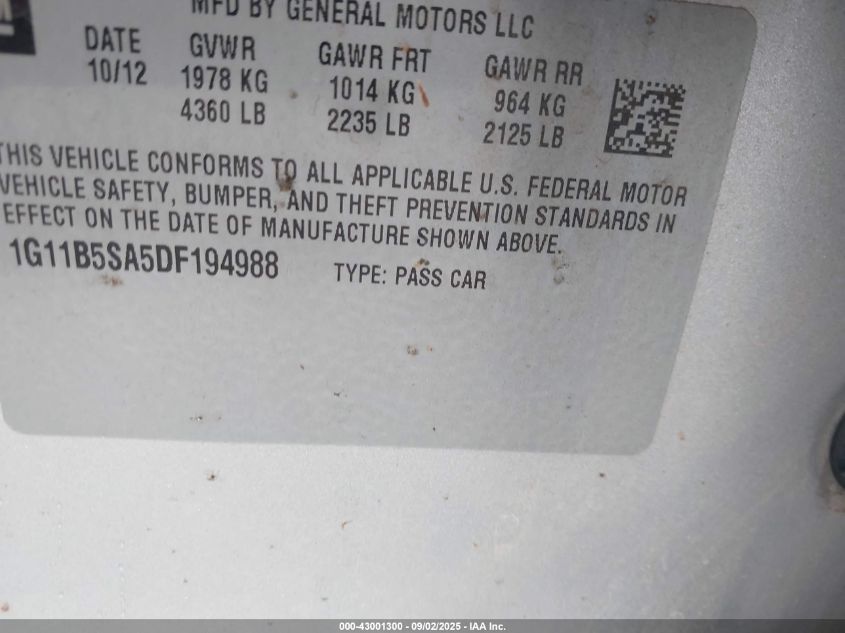 MFD BY GENERAL MOTORS LLC
DATE GVWR GAWR FRT GAWR RR
10/12 1978 KG 1014 KG 964 KG
4360 LB 2235 LB 2125 LB
THIS VEHICLE CONFORMS TO ALL APPLICABLE U.S. FEDERAL MOTOR
VEHICLE SAFETY, BUMPER, AND THEFT PREVENTION STANDARDS IN
EFFECT ON THE DATE OF MANUFACTURE SHOWN ABOVE.
1G11B5SA5DF194988 TYPE: PASS CAR
000-43001300 - 09/02/2025 - IAA Inc.